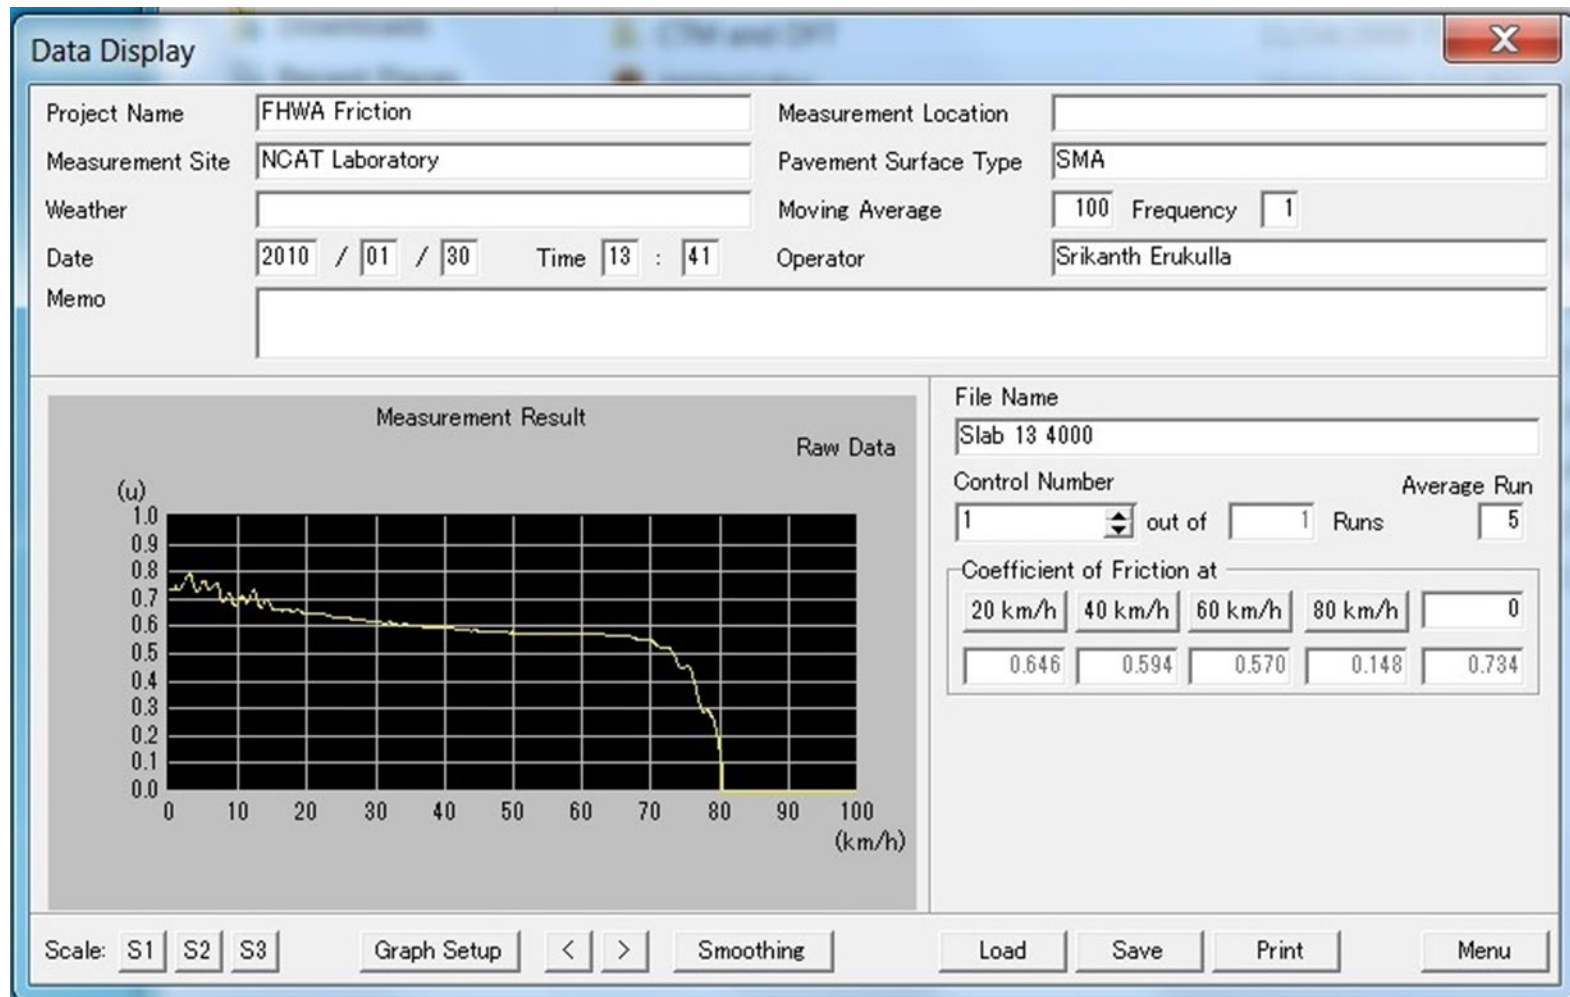 Data Display
Project Name FHWA Friction Measurement Location
Measurement Site NCAT Laboratory Pavement Surface Type SMA
Weather Moving Average 100 Frequency 1
Date 2010 / 01 / 30 Time 13 : 41 Operator Srikanth Erukulla
Memo
Measurement Result
Raw Data
(u)
1.0
0.9
0.8
0.7
0.6
0.5
0.4
0.3
0.2
0.1
0.0
0 10 20 30 40 50 60 70 80 90 100
(km/h)
File Name
Slab 13 4000
Control Number Average Run
1 out of 1 Runs 5
Coefficient of Friction at
20 km/h 40 km/h 60 km/h 80 km/h 0
0.646 0.594 0.570 0.148 0.734
Scale: S1 S2 S3 Graph Setup < > Smoothing Load Save Print Menu